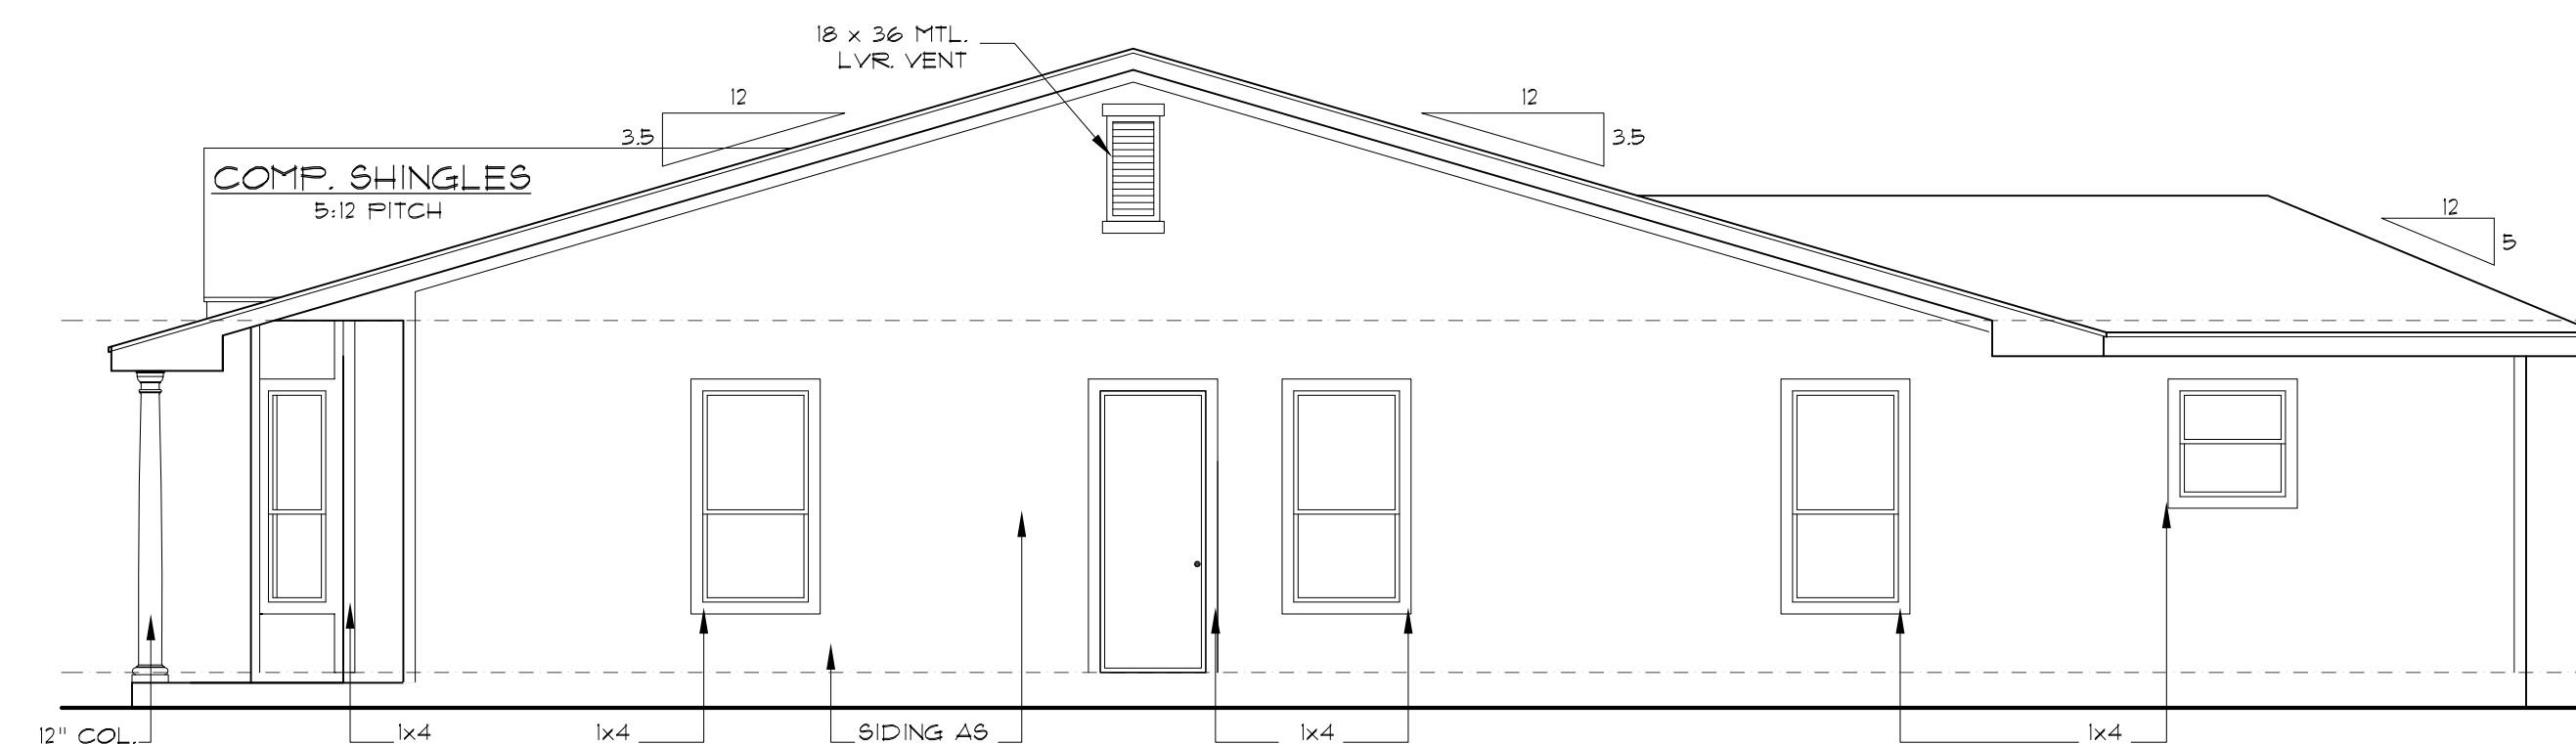 18 x 36 MTL.
LVR. VENT
12
3.5
12
3.5
COMP. SHINGLES
5:12 PITCH
12
5
12" COL.
1x4
1x4
SIDING AS
1x4
1x4